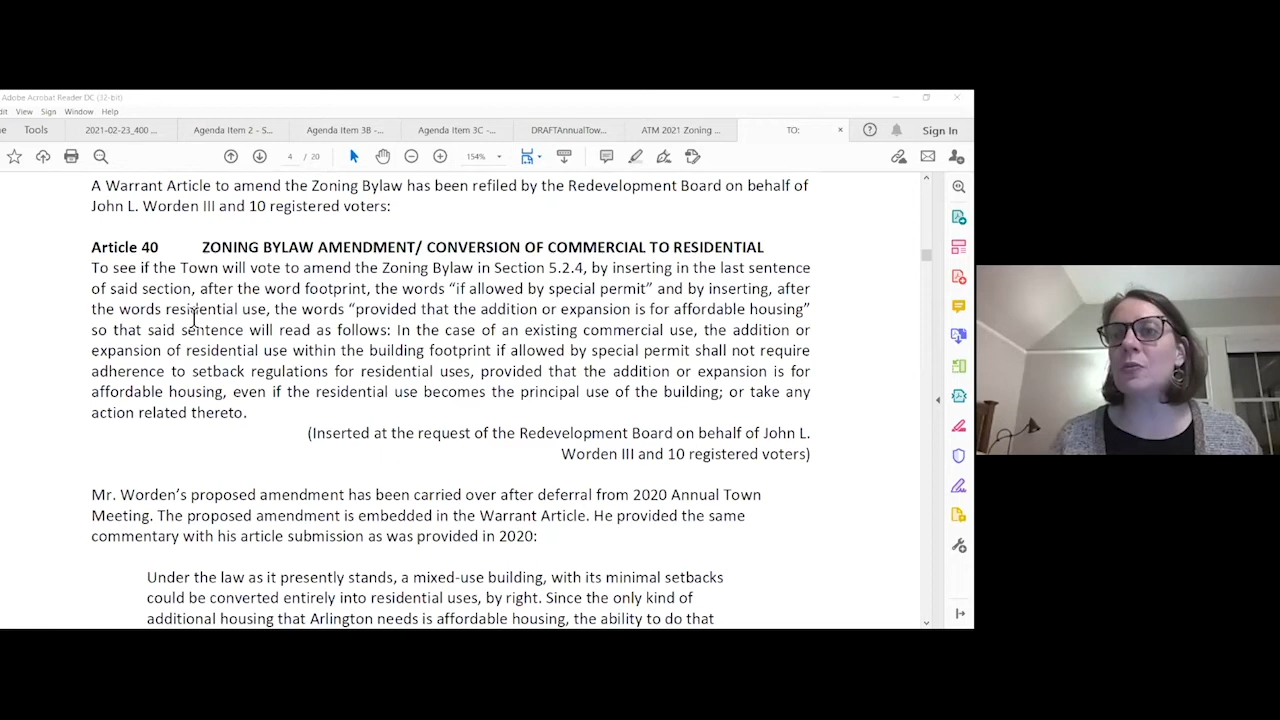 Adobe Acrobat Reader DC (32-bit)
dit View Sign Window Help
e Tools 2021-02-23_400 ... Agenda Item 2 - S... Agenda Item 3B -... Agenda Item 3C -... DRAFTAnnualTow... ATM 2021 Zoning ... TO: × Sign In
4 / 20 154%
A Warrant Article to amend the Zoning Bylaw has been refiled by the Redevelopment Board on behalf of
John L. Worden III and 10 registered voters:
Article 40 ZONING BYLAW AMENDMENT/ CONVERSION OF COMMERCIAL TO RESIDENTIAL
To see if the Town will vote to amend the Zoning Bylaw in Section 5.2.4, by inserting in the last sentence
of said section, after the word footprint, the words “if allowed by special permit” and by inserting, after
the words residential use, the words “provided that the addition or expansion is for affordable housing”
so that said sentence will read as follows: In the case of an existing commercial use, the addition or
expansion of residential use within the building footprint if allowed by special permit shall not require
adherence to setback regulations for residential uses, provided that the addition or expansion is for
affordable housing, even if the residential use becomes the principal use of the building; or take any
action related thereto.
(Inserted at the request of the Redevelopment Board on behalf of John L.
Worden III and 10 registered voters)
Mr. Worden’s proposed amendment has been carried over after deferral from 2020 Annual Town
Meeting. The proposed amendment is embedded in the Warrant Article. He provided the same
commentary with his article submission as was provided in 2020:
Under the law as it presently stands, a mixed-use building, with its minimal setbacks
could be converted entirely into residential uses, by right. Since the only kind of
additional housing that Arlington needs is affordable housing, the ability to do that